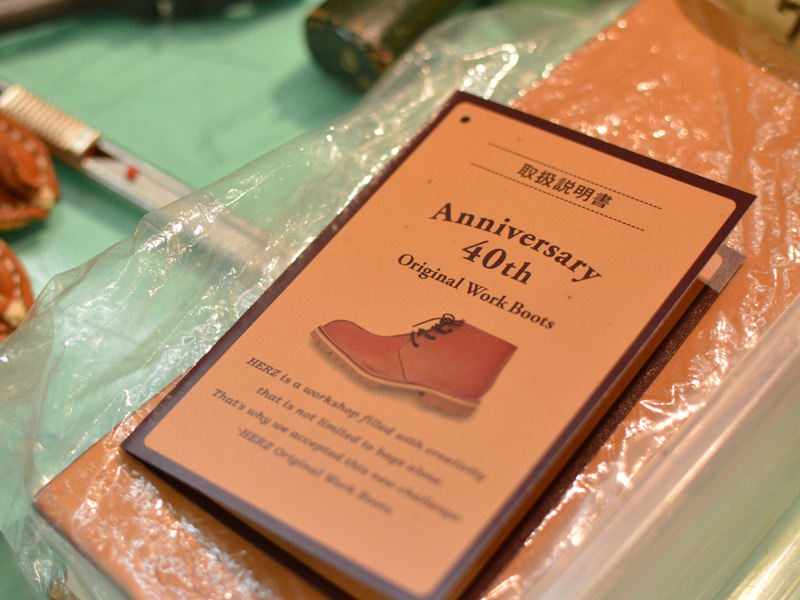 取扱説明書
Anniversary
40th
Original Work Boots
HERZ is a workshop filled with creativity
that is not limited to bags alone.
That's why we accepted this new challenge.
-HERZ Original Work Boots.